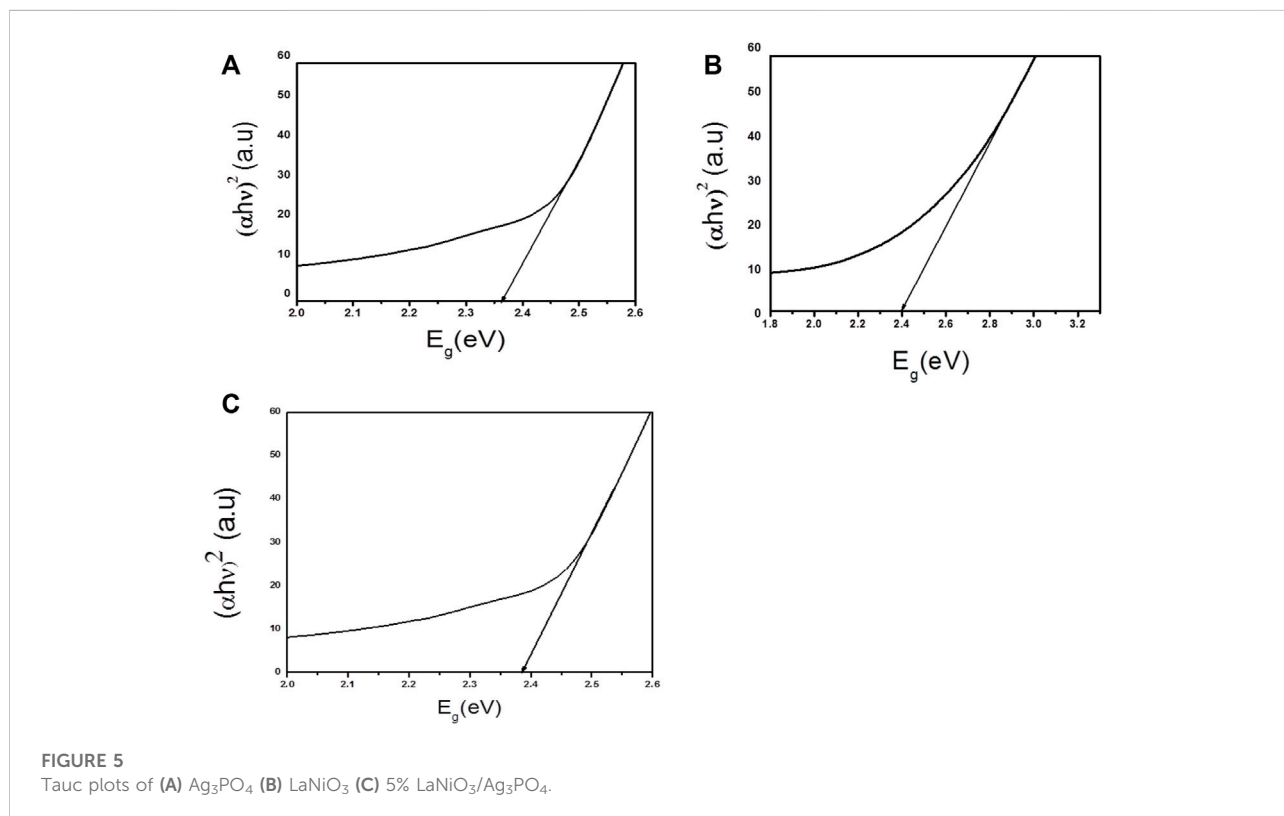 A
(αhν)² (a.u)
60
50
40
30
20
10
0
2.0 2.1 2.2 2.3 2.4 2.5 2.6
E_g(eV)
B
(αhν)² (a.u)
60
50
40
30
20
10
0
1.8 2.0 2.2 2.4 2.6 2.8 3.0 3.2
E_g(eV)
C
(αhν)² (a.u)
60
50
40
30
20
10
0
2.0 2.1 2.2 2.3 2.4 2.5 2.6
E_g(eV)
FIGURE 5
Tauc plots of (A) Ag₃PO₄ (B) LaNiO₃ (C) 5% LaNiO₃/Ag₃PO₄.